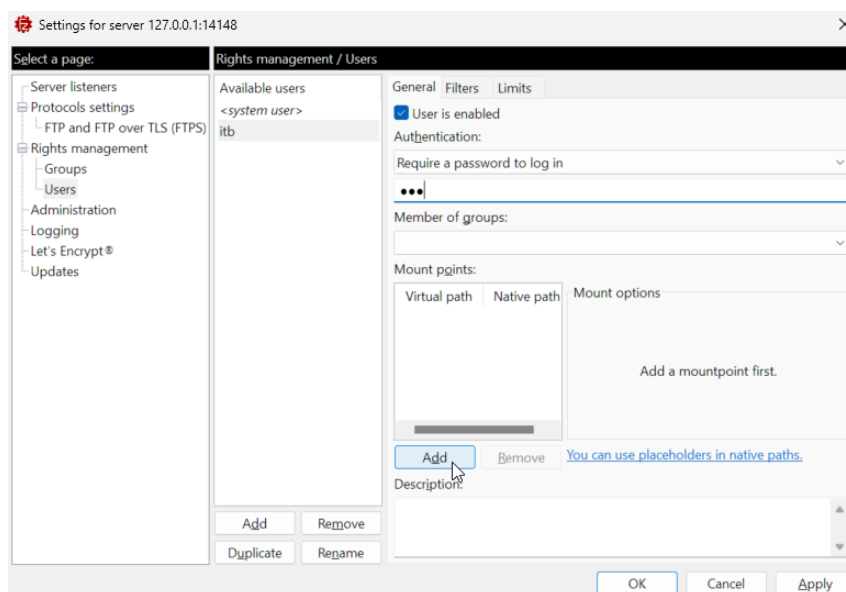 Settings for server 127.0.0.1:14148
Select a page:
Rights management / Users
Server listeners
Protocols settings
FTP and FTP over TLS (FTPS)
Rights management
Groups
Users
Administration
Logging
Let's Encrypt®
Updates
Available users
<system user>
itb
Add
Remove
Duplicate
Rename
General Filters Limits
User is enabled
Authentication:
Require a password to log in
•••
Member of groups:
Mount points:
Virtual path Native path
Mount options
Add a mountpoint first.
Add Remove You can use placeholders in native paths.
Description:
OK Cancel Apply